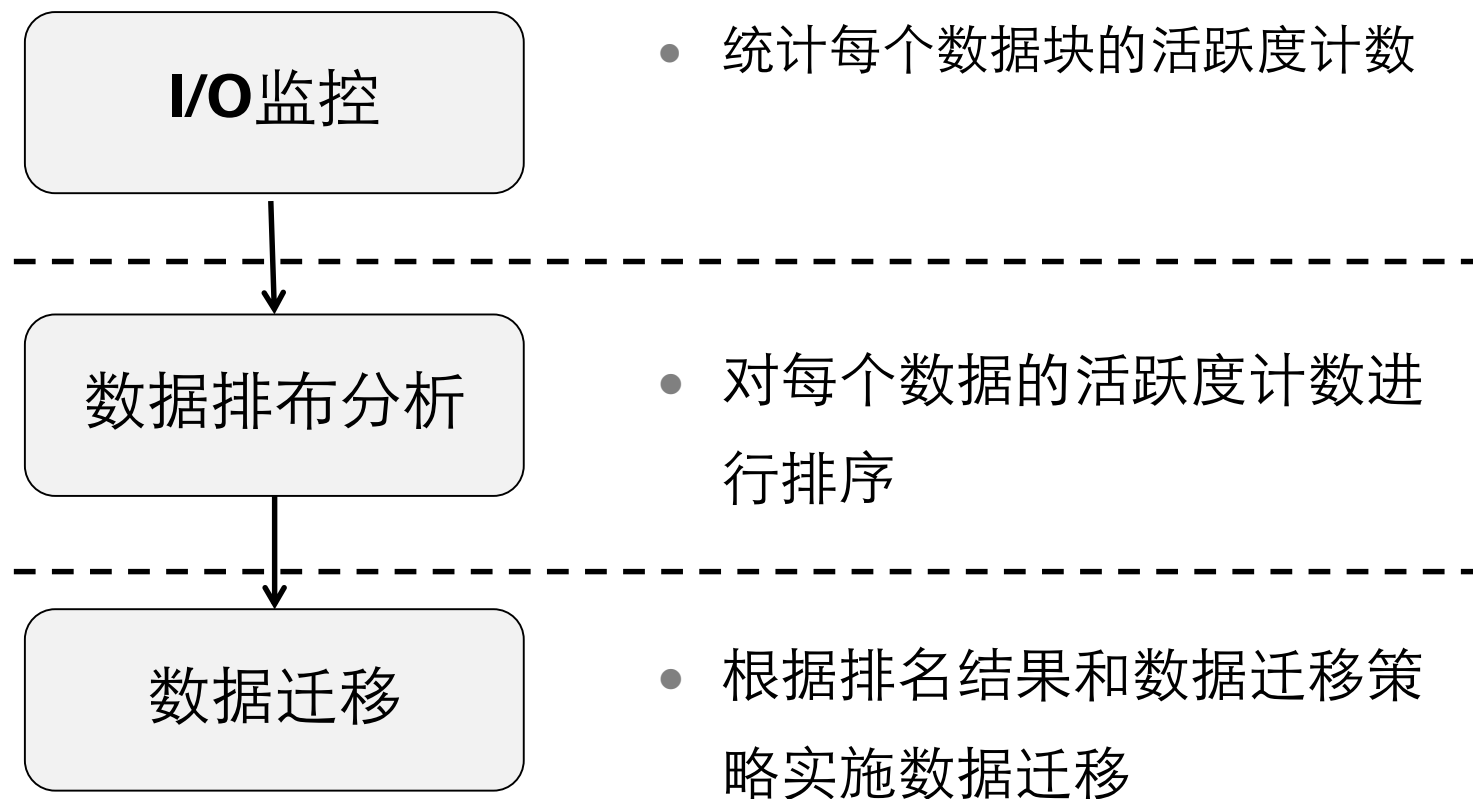 I/O监控
统计每个数据块的活跃度计数
数据排布分析
对每个数据的活跃度计数进
行排序
数据迁移
根据排名结果和数据迁移策
略实施数据迁移